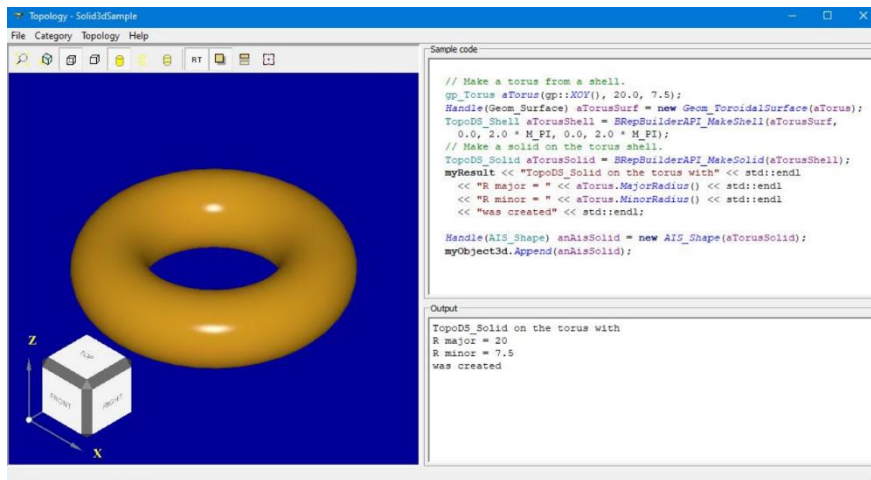 Topology - Solid3dSample
File Category Topology Help
RT
Sample code
// Make a torus from a shell.
gp_Torus aTorus(gp::XOY(), 20.0, 7.5);
Handle(Geom_Surface) aTorusSurf = new Geom_ToroidalSurface(aTorus);
TopoDS_Shell aTorusShell = BRepBuilderAPI_MakeShell(aTorusSurf,
0.0, 2.0 * M_PI, 0.0, 2.0 * M_PI);
// Make a solid on the torus shell.
TopoDS_Solid aTorusSolid = BRepBuilderAPI_MakeSolid(aTorusShell);
myResult << "TopoDS_Solid on the torus with" << std::endl
<< "R major = " << aTorus.MajorRadius() << std::endl
<< "R minor = " << aTorus.MinorRadius() << std::endl
<< "was created" << std::endl;
Handle(AIS_Shape) anAisSolid = new AIS_Shape(aTorusSolid);
myObject3d.Append(anAisSolid);
Output
TopoDS_Solid on the torus with
R major = 20
R minor = 7.5
was created
Z
TOP
FRONT
RIGHT
X